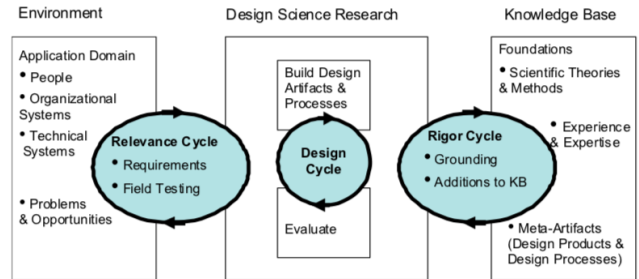 Environment
Design Science Research
Knowledge Base
Application Domain
• People
• Organizational
Systems
• Technical
Systems
• Problems
& Opportunities
Relevance Cycle
• Requirements
• Field Testing
Build Design
Artifacts &
Processes
Design
Cycle
Evaluate
Rigor Cycle
• Grounding
• Additions to KB
Foundations
• Scientific Theories
& Methods
• Experience
& Expertise
• Meta-Artifacts
(Design Products &
Design Processes)